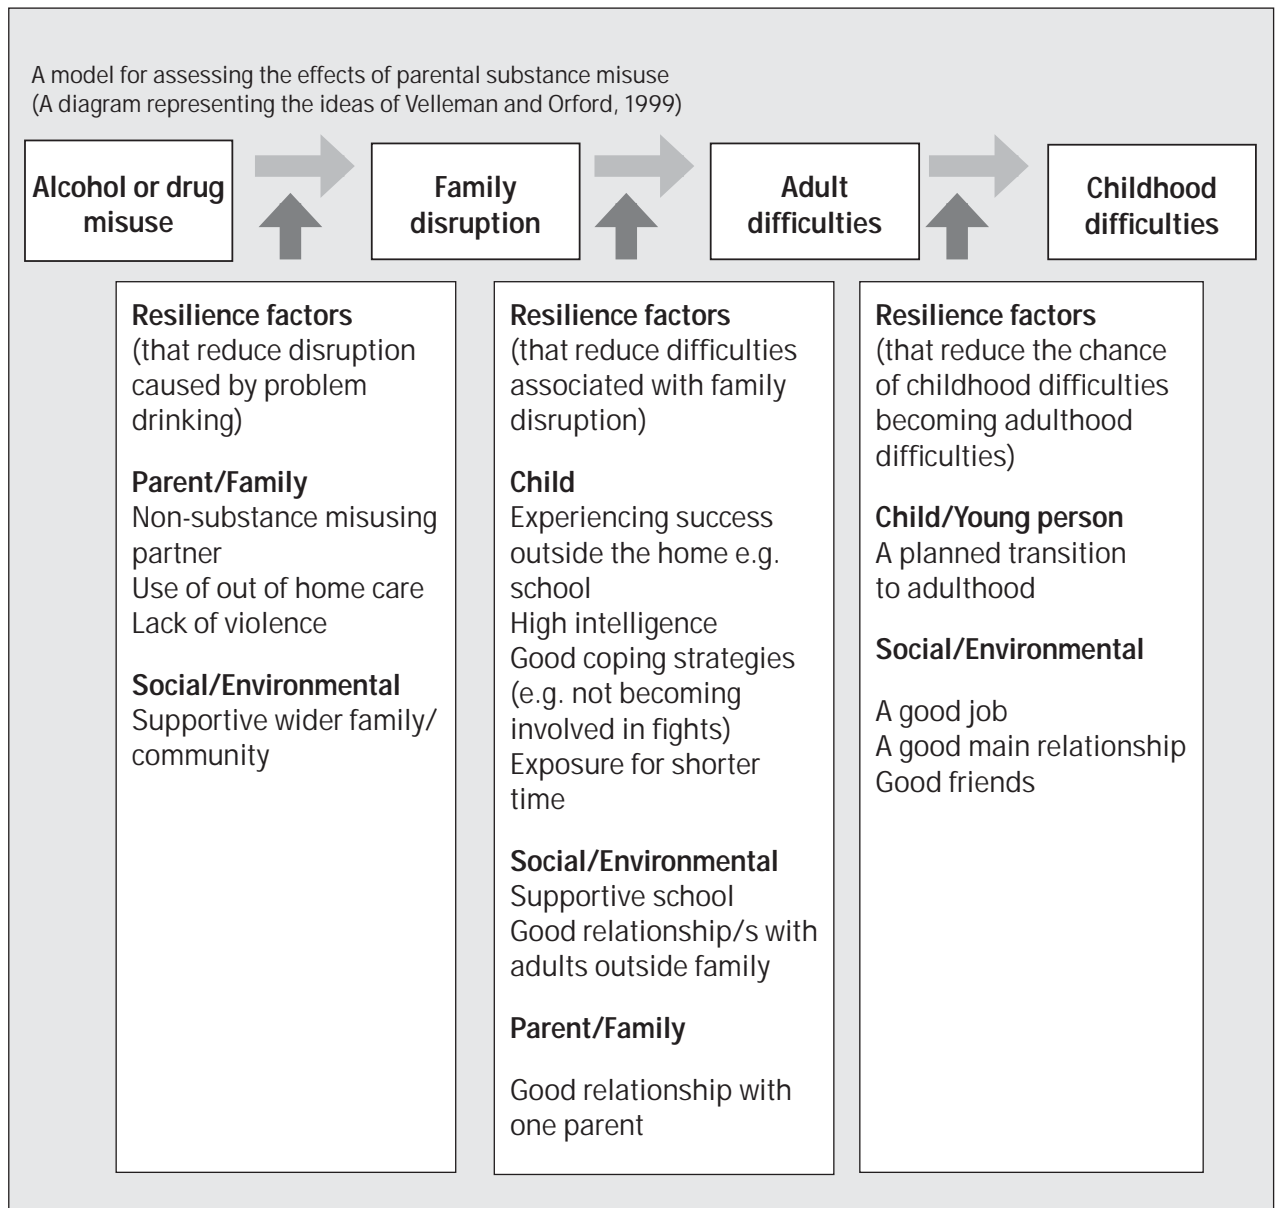 A model for assessing the effects of parental substance misuse
(A diagram representing the ideas of Velleman and Orford, 1999)
Alcohol or drug
misuse
Family
disruption
Adult
difficulties
Childhood
difficulties
Resilience factors
(that reduce disruption
caused by problem
drinking)
Parent/Family
Non-substance misusing
partner
Use of out of home care
Lack of violence
Social/Environmental
Supportive wider family/
community
Resilience factors
(that reduce difficulties
associated with family
disruption)
Child
Experiencing success
outside the home e.g.
school
High intelligence
Good coping strategies
(e.g. not becoming
involved in fights)
Exposure for shorter
time
Social/Environmental
Supportive school
Good relationship/s with
adults outside family
Parent/Family
Good relationship with
one parent
Resilience factors
(that reduce the chance
of childhood difficulties
becoming adulthood
difficulties)
Child/Young person
A planned transition
to adulthood
Social/Environmental
A good job
A good main relationship
Good friends